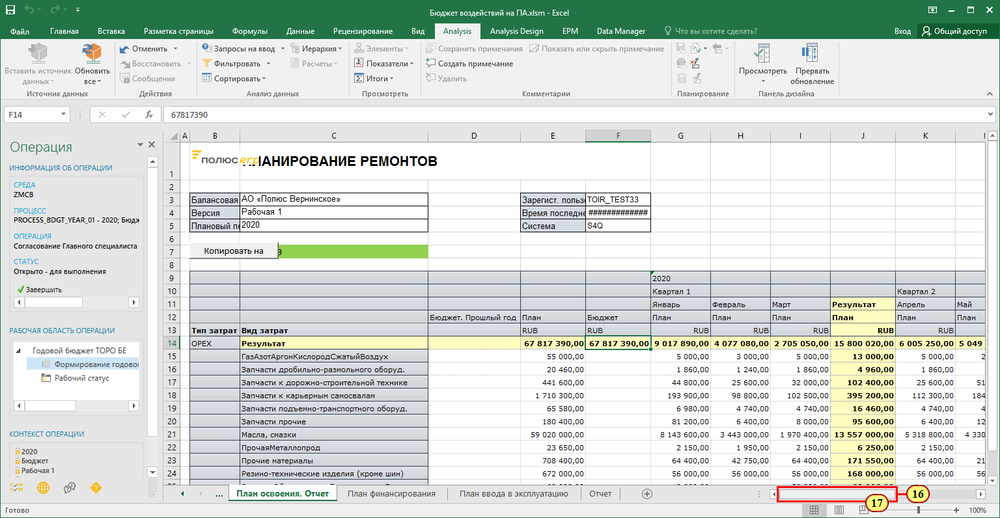 Бюджет воздействий на ПА.xlsm - Excel
Файл Главная Вставка Разметка страницы Формулы Данные Рецензирование Вид Analysis Analysis Design EPM Data Manager Что вы хотите сделать? Вход Общий доступ
Вставить источник данных
Обновить все
Источник данных
Отменить
Восстановить
Сообщения
Действия
Запросы на ввод
Фильтровать
Сортировать
Иерархия
Расчеты
Анализ данных
Элементы
Показатели
Итоги
Просмотреть
Сохранить примечания
Показать или скрыть примечание
Создать примечание
Удалить
Комментарии
Планирование
Просмотреть
Прервать обновление
Панель дизайна
F14 fx 67817390
Операция
ИНФОРМАЦИЯ ОБ ОПЕРАЦИИ
СРЕДА
ZMCB
ПРОЦЕСС
PROCESS_BDGT_YEAR_01 - 2020; Бюдж
ОПЕРАЦИЯ
Согласование Главного специалиста
СТАТУС
Открыто - для выполнения
Завершить
РАБОЧАЯ ОБЛАСТЬ ОПЕРАЦИИ
Годовой бюджет ТОРО БЕ
Формирование годово
Рабочий статус
КОНТЕКСТ ОПЕРАЦИИ
2020
Бюджет
Рабочая 1
A B C D E F G H I J K
1 ПОЛЮС ЛАНИРОВАНИЕ РЕМОНТОВ
2
3 Балансовая АО «Полюс Вернинское» Зарегист. польз TOIR_TEST33
4 Версия Рабочая 1 Время последне #############
5 Плановый пе 2020 Система S4Q
6
7 Копировать на 9
8
9 2020
10 Квартал 1 Квартал 2
11 Январь Февраль Март Результат Апрель Май
12 Бюджет. Прошлый год План Бюджет План План План План План План
13 Тип затрат Вид затрат RUB RUB RUB RUB RUB RUB RUB
14 OPEX Результат 67 817 390,00 67 817 390,00 9 017 890,00 4 077 080,00 2 705 050,00 15 800 020,00 6 005 250,00 5 049
15 ГазАзотАргонКислородСжатыйВоздух 55 000,00 5 000,00 3 000,00 5 000,00 13 000,00 5 000,00 2
16 Запчасти дробильно-размольного оборуд. 20 460,00 1 860,00 1 240,00 1 860,00 4 960,00 1 860,00
17 Запчасти к дорожно-строительной технике 441 600,00 44 800,00 25 600,00 32 000,00 102 400,00 25 600,00 51
18 Запчасти к карьерным самосвалам 1 710 300,00 193 900,00 98 800,00 102 500,00 395 200,00 112 300,00 184
19 Запчасти подъемно-транспортного оборуд. 65 580,00 6 980,00 4 740,00 4 740,00 16 460,00 4 740,00 4
20 Запчасти прочие 180 400,00 81 200,00 6 400,00 8 000,00 95 600,00 6 400,00 12
21 Масла, смазки 59 020 000,00 8 143 600,00 3 443 000,00 1 970 400,00 13 557 000,00 5 318 800,00 4 330
22 ПрочаяМеталлопрод 23 650,00 2 150,00 1 950,00 2 150,00 6 250,00 2 150,00
23 Прочие материалы 708 400,00 64 400,00 42 750,00 64 400,00 171 550,00 64 400,00 21
24 Резино-технические изделия (кроме шин) 672 000,00 56 000,00 56 000,00 56 000,00 168 000,00 56 000,00 56
... План освоения. Отчет План финансирования План ввода в эксплуатацию Отчет
16
17
Готово 100%